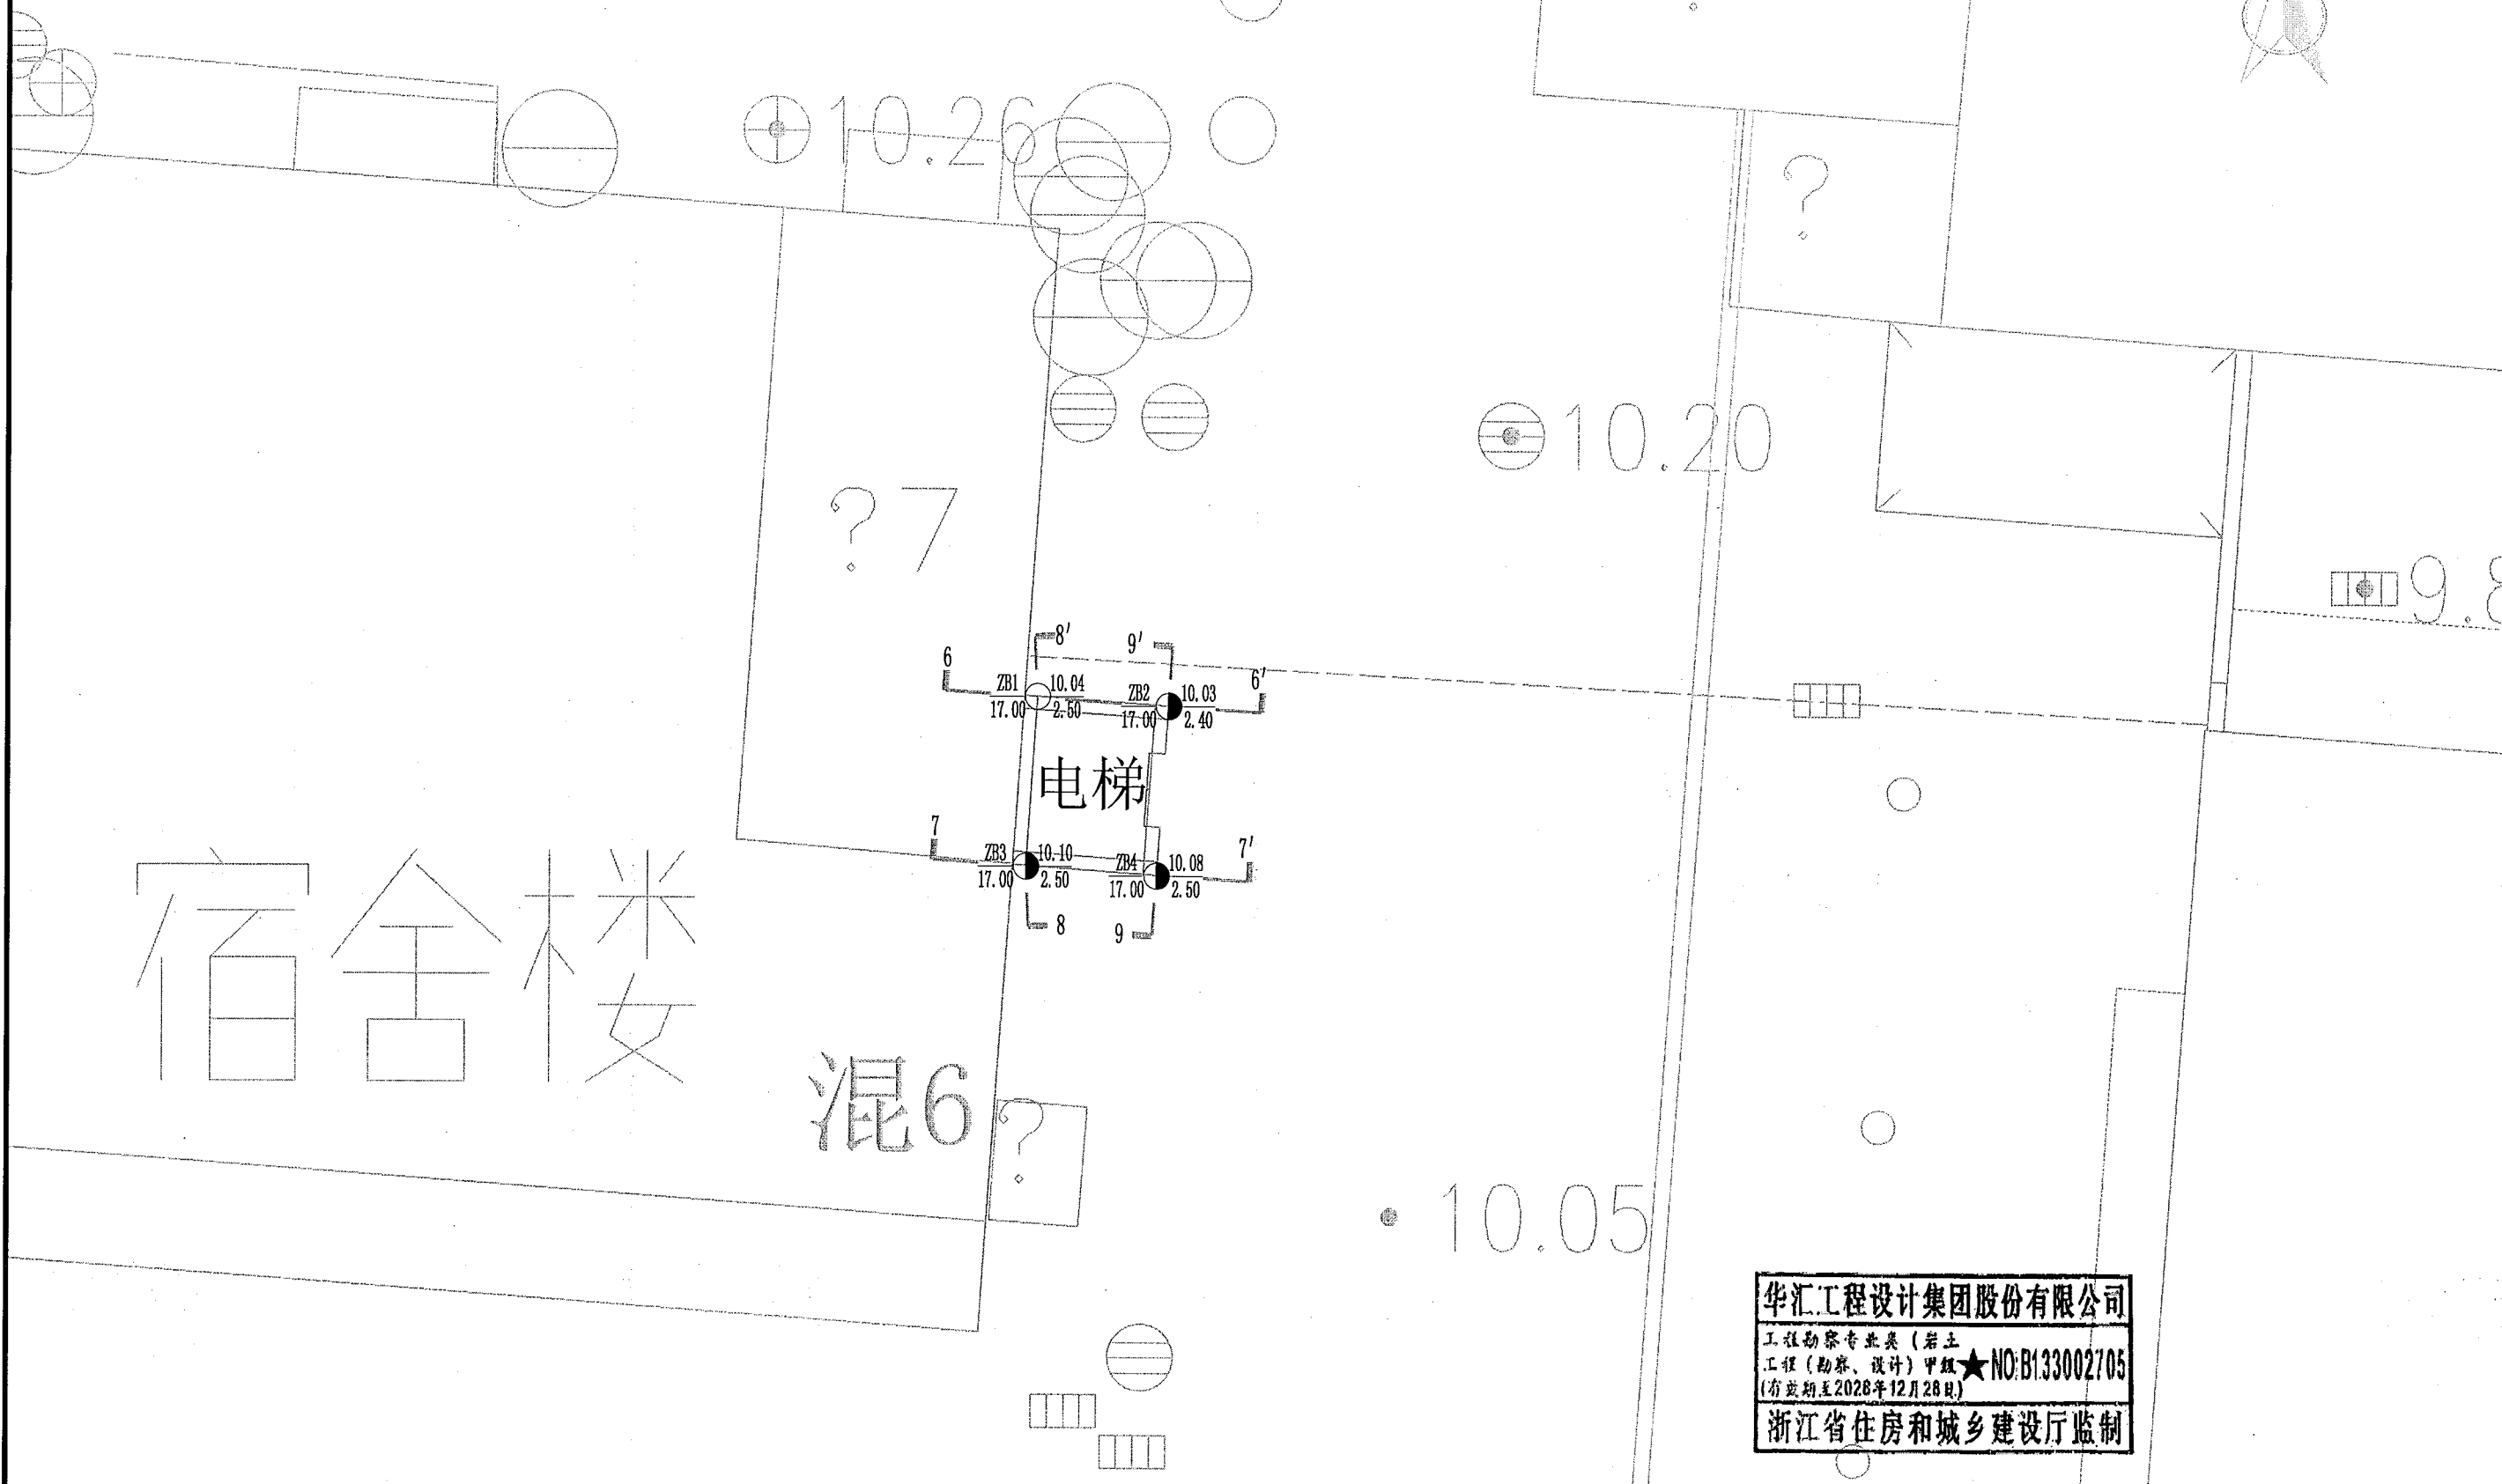 10.26
?
10.20
?7
9.8
8'
9'
6
6'
ZB1 10.04
17.00 2.50
ZB2 10.03
17.00 2.40
电梯
7
7'
ZB3 10.10
17.00 2.50
ZB4 10.08
17.00 2.50
8
9
宿舍楼
混6
?
10.05
华汇工程设计集团股份有限公司
工程勘察专业类（岩土
工程（勘察、设计）甲级
★NO:B133002705
(有效期至2028年12月28日)
浙江省住房和城乡建设厅监制